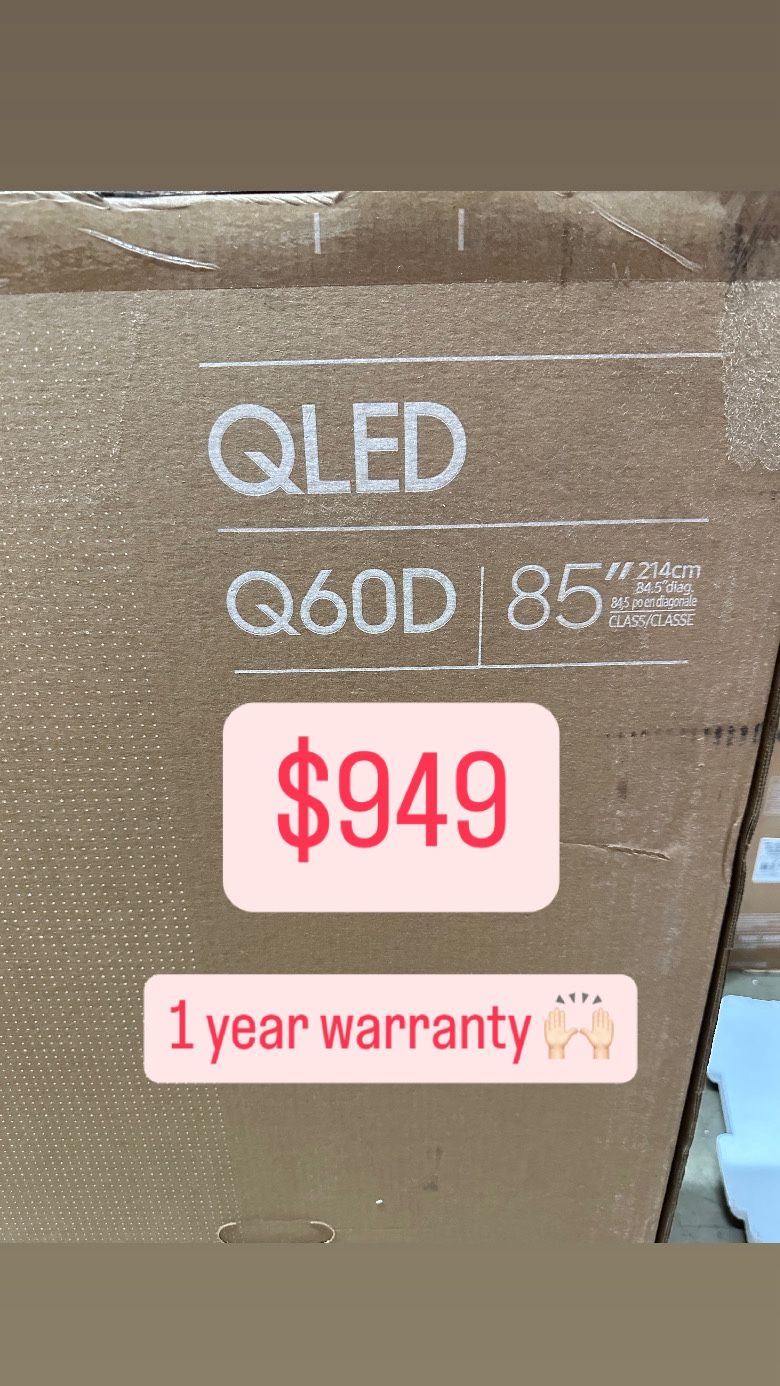 QLED
Q60D
85" 214cm
84.5" diag.
84,5 po en diagonale
CLASS/CLASSE
$949
1 year warranty 🙌🏻